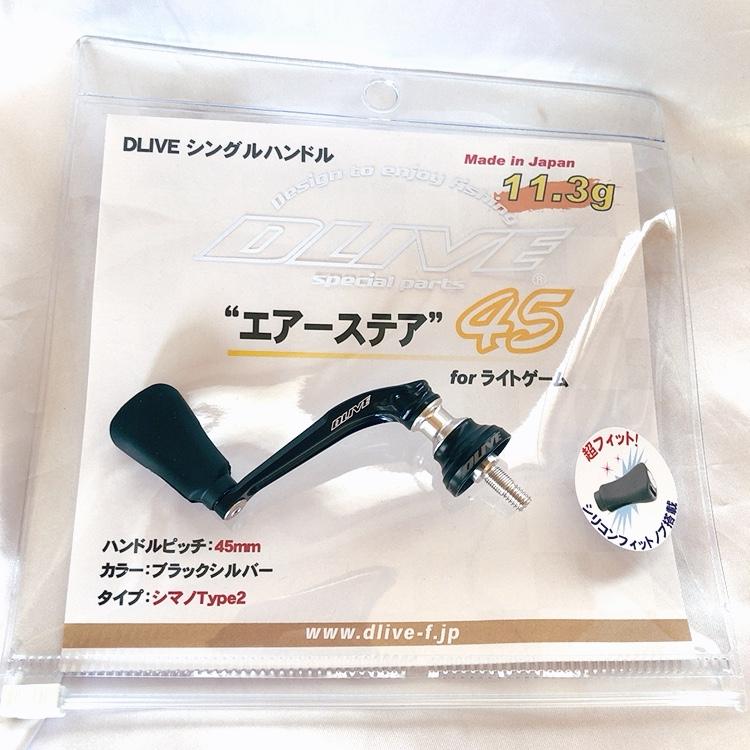 DLIVE シングルハンドル
Made in Japan
11.3g
Design to enjoy fishing
DLIVE
®
special parts
“エアーステア” 45
for ライトゲーム
DLIVE
DLIVE
超フィット!
シリコンフィットノブ搭載
ハンドルピッチ:45mm
カラー:ブラックシルバー
タイプ:シマノType2
www.dlive-f.jp